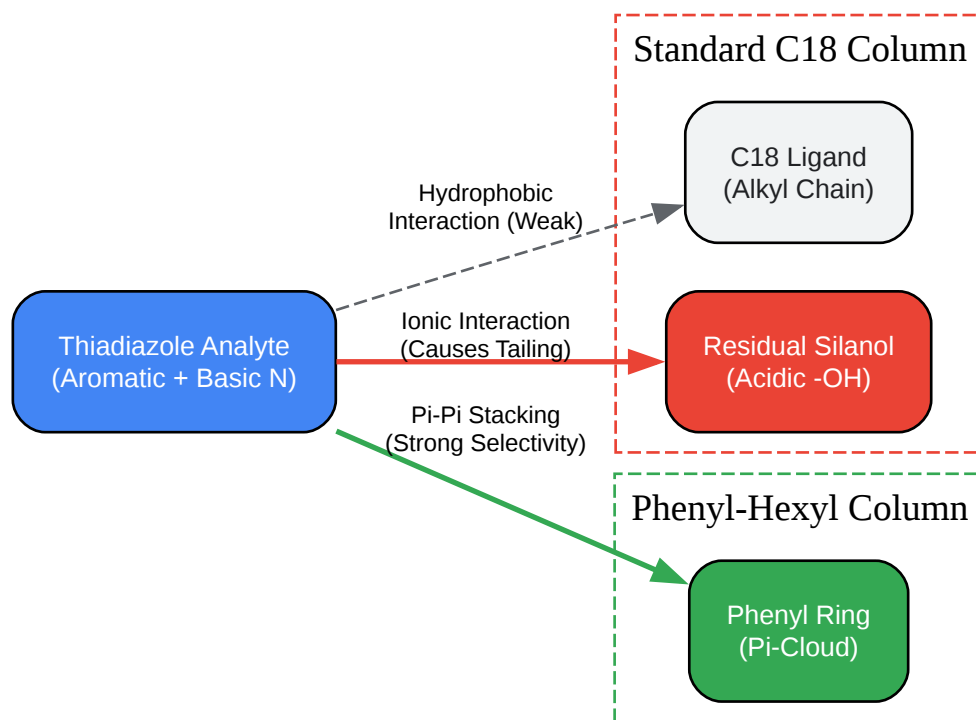 Standard C18 Column
C18 Ligand
(Alkyl Chain)
Hydrophobic
Interaction (Weak)
Thiadiazole Analyte
(Aromatic + Basic N)
Ionic Interaction
(Causes Tailing)
Residual Silanol
(Acidic -OH)
Pi-Pi Stacking
(Strong Selectivity)
Phenyl-Hexyl Column
Phenyl Ring
(Pi-Cloud)